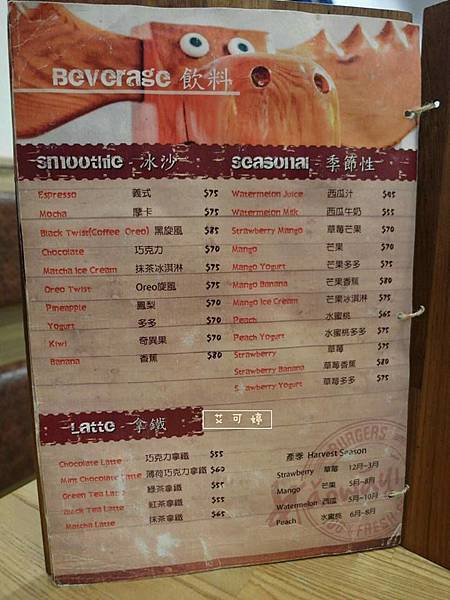 Beverage 飲料
Smoothie 冰沙
Espresso 義式 $75
Mocha 摩卡 $75
Black Twist(Coffee Oreo) 黑旋風 $85
Chocolate 巧克力 $70
Matcha Ice Cream 抹茶冰淇淋 $75
Oreo Twist Oreo旋風 $75
Pineapple 鳳梨 $70
Yogurt 多多 $70
Kiwi 奇異果 $70
Banana 香蕉 $80
Seasonal 季節性
Watermelon Juice 西瓜汁 $45
Watermelon Milk 西瓜牛奶 $55
Strawberry Mango 草莓芒果 $70
Mango 芒果 $70
Mango Yogurt 芒果多多 $75
Mango Banana 芒果香蕉 $80
Mango Ice Cream 芒果冰淇淋 $75
Peach 水蜜桃 $65
Peach Yogurt 水蜜桃多多 $75
Strawberry 草莓 $75
Strawberry Banana 草莓香蕉 $80
Strawberry Yogurt 草莓多多 $75
Latte 拿鐵
Chocolate Latte 巧克力拿鐵 $55
Mint Chocolate Latte 薄荷巧克力拿鐵 $60
Green Tea Latte 綠茶拿鐵 $55
Black Tea Latte 紅茶拿鐵 $55
Matcha Latte 抹茶拿鐵 $65
艾可婷
產季 Harvest Season
Strawberry 草莓 12月~3月
Mango 芒果 5月~8月
Watermelon 西瓜 5月~10月
Peach 水蜜桃 6月~8月
BURGERS